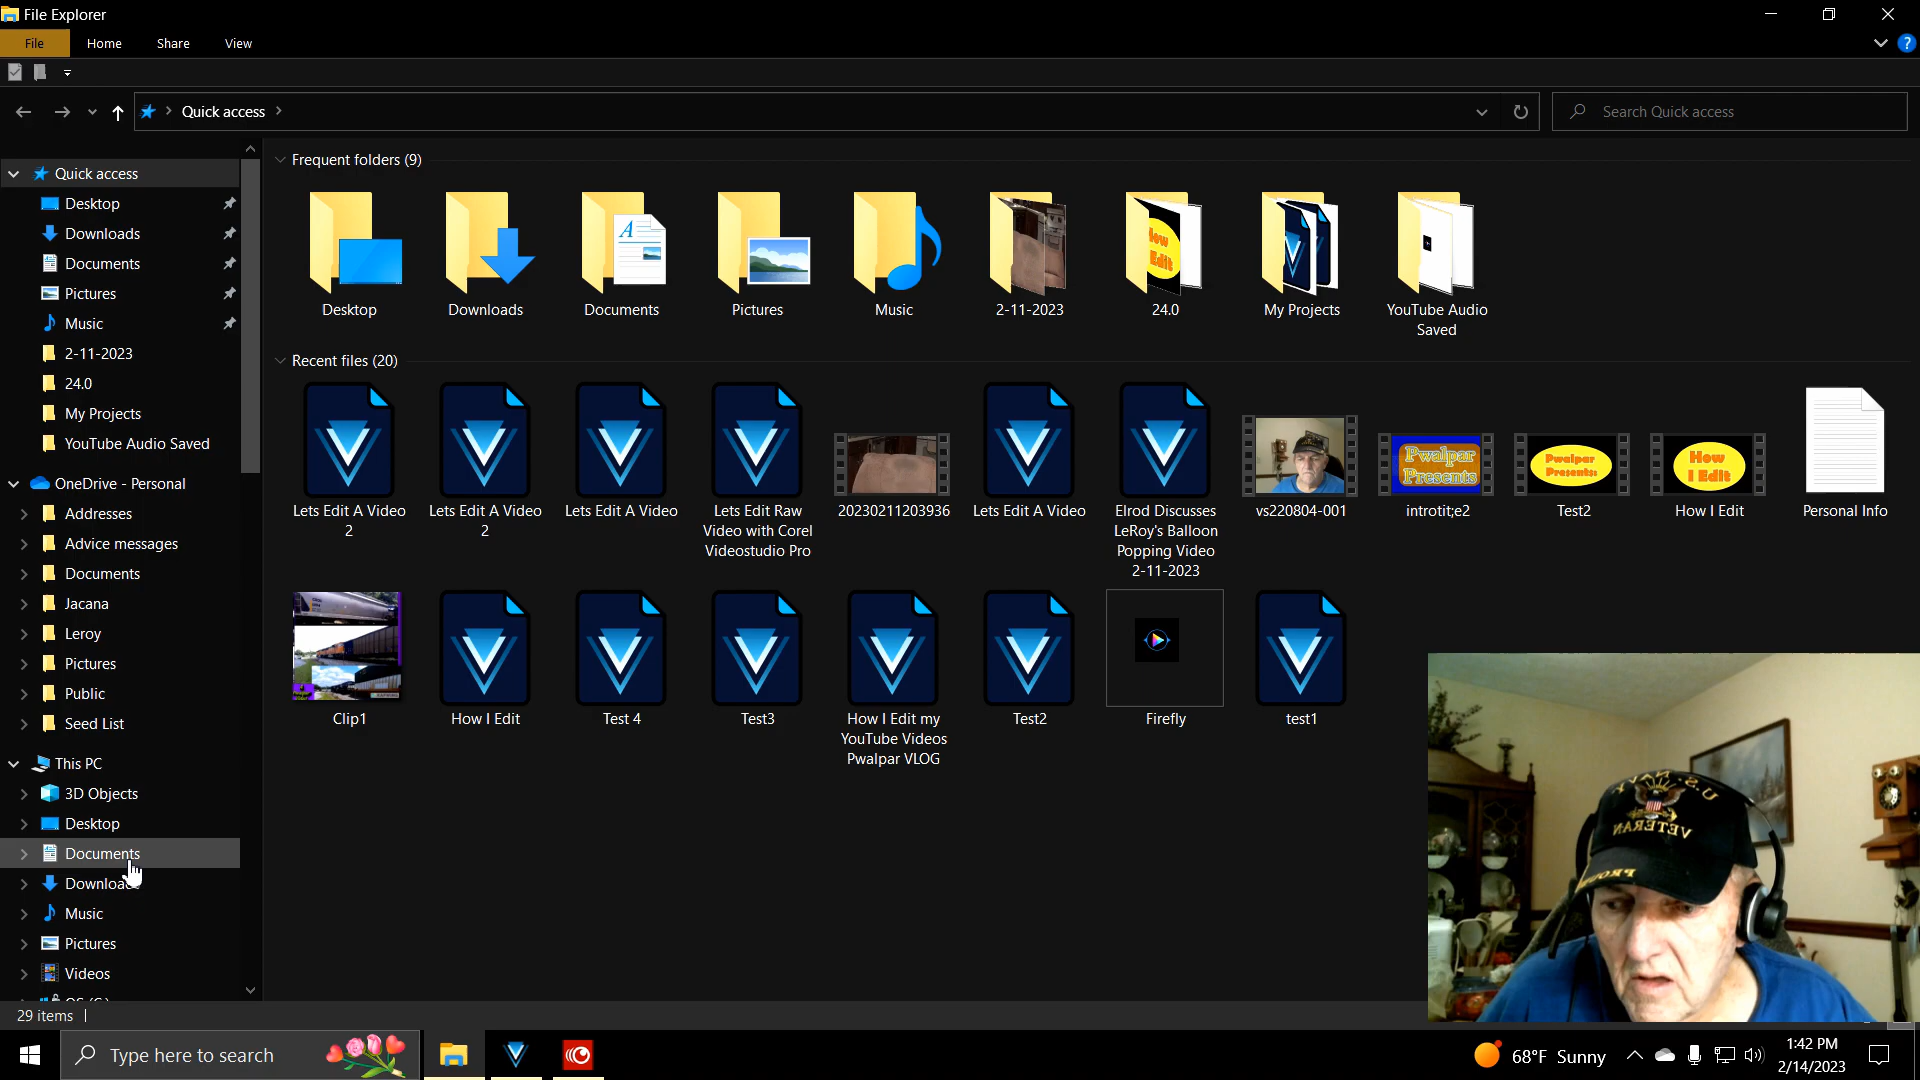 File Explorer
File
Home
Share
View
Quick access
Search Quick access
Quick access
Desktop
Downloads
Documents
Pictures
Music
2-11-2023
24.0
My Projects
YouTube Audio Saved
OneDrive - Personal
Addresses
Advice messages
Documents
Jacana
Leroy
Pictures
Public
Seed List
This PC
3D Objects
Desktop
Documents
Downloads
Music
Pictures
Videos
Frequent folders (9)
Desktop
Downloads
Documents
Pictures
Music
2-11-2023
How
Edit
24.0
My Projects
YouTube Audio
Saved
Recent files (20)
Lets Edit A Video
2
Lets Edit A Video
2
Lets Edit A Video
Lets Edit Raw
Video with Corel
Videostudio Pro
20230211203936
Lets Edit A Video
Elrod Discusses
LeRoy's Balloon
Popping Video
2-11-2023
vs220804-001
Pwalpar
Presents
introtit;e2
Pwalpar
Presents:
Test2
How
I Edit
How I Edit
Personal Info
Clip1
How I Edit
Test 4
Test3
How I Edit my
YouTube Videos
Pwalpar VLOG
Test2
Firefly
test1
U.S. NAVY
VETERAN
29 items
Type here to search
68°F Sunny
1:42 PM
2/14/2023